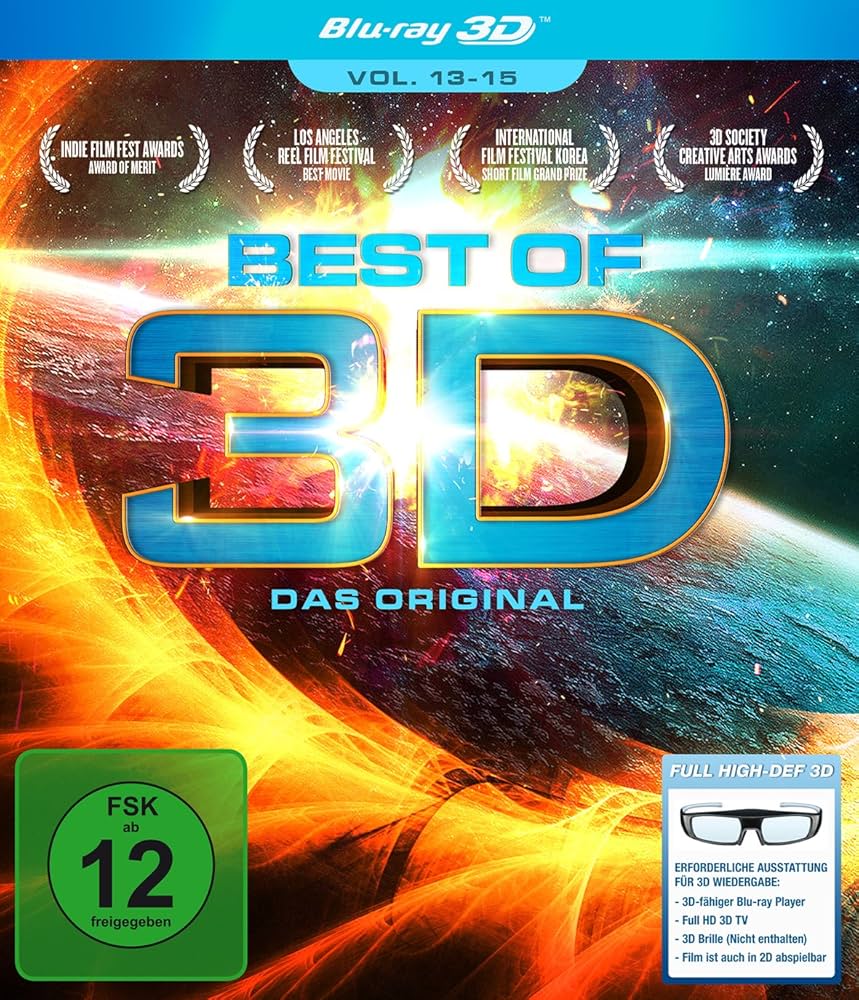 Blu-ray 3D™
VOL. 13-15
INDIE FILM FEST AWARDS
AWARD OF MERIT
LOS ANGELES
REEL FILM FESTIVAL
BEST MOVIE
INTERNATIONAL
FILM FESTIVAL KOREA
SHORT FILM GRAND PRIZE
3D SOCIETY
CREATIVE ARTS AWARDS
LUMIÈRE AWARD
BEST OF
3D
DAS ORIGINAL
FSK
ab
12
freigegeben
FULL HIGH-DEF 3D
ERFORDERLICHE AUSSTATTUNG
FÜR 3D WIEDERGABE:
- 3D-fähiger Blu-ray Player
- Full HD 3D TV
- 3D Brille (Nicht enthalten)
- Film ist auch in 2D abspielbar